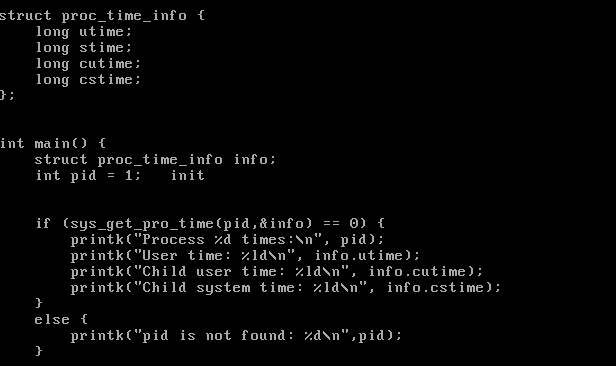 struct proc_time_info {
    long utime;
    long stime;
    long cutime;
    long cstime;
};
int main() {
    struct proc_time_info info;
    int pid = 1;   init
    if (sys_get_pro_time(pid,&info) == 0) {
        printk("Process %d times:\n", pid);
        printk("User time: %ld\n", info.utime);
        printk("Child user time: %ld\n", info.cutime);
        printk("Child system time: %ld\n", info.cstime);
    }
    else {
        printk("pid is not found: %d\n",pid);
    }